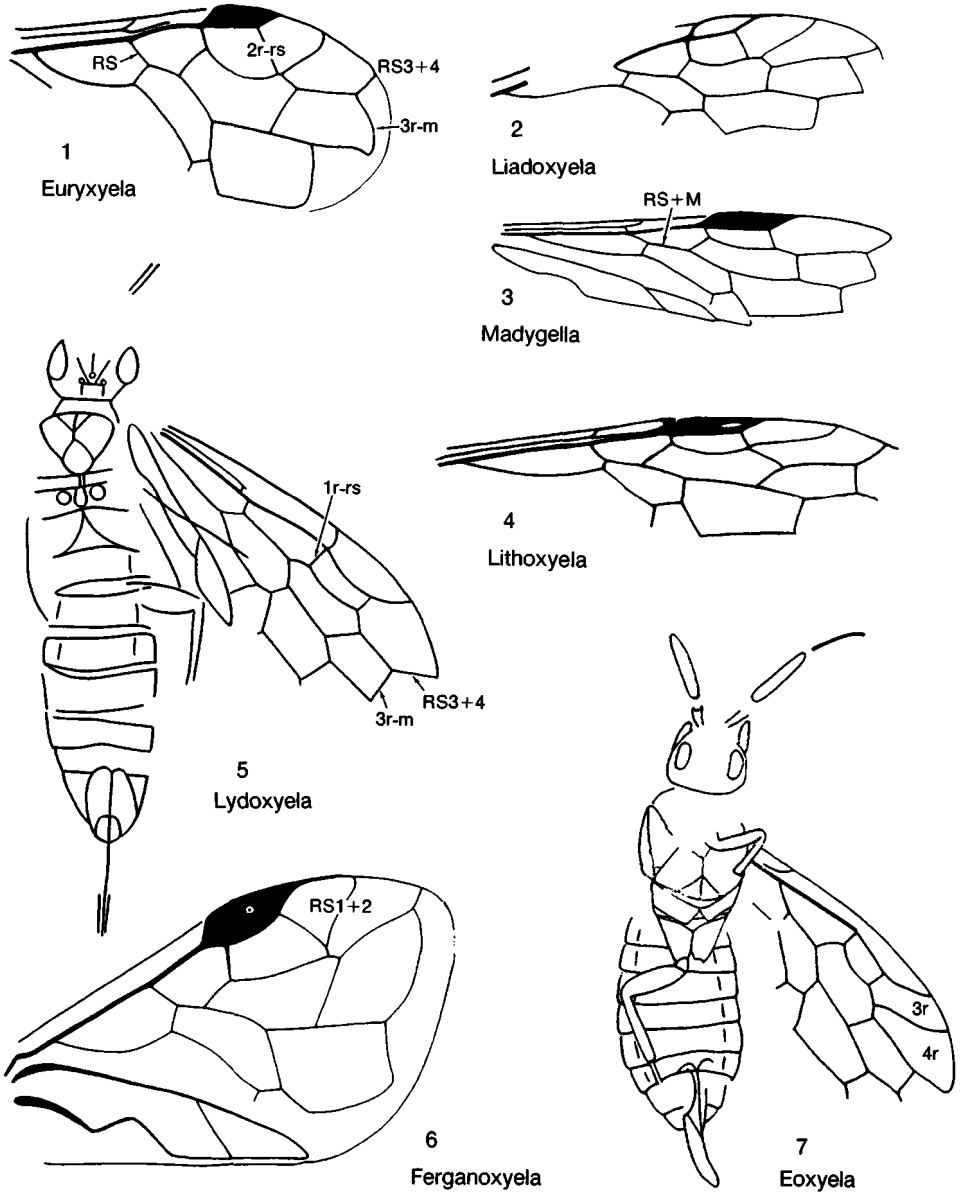 RS
2r-rs
RS3+4
3r-m
1
Euryxyela
2
Liadoxyela
RS+M
3
Madygella
4
Lithoxyela
1r-rs
RS3+4
3r-m
5
Lydoxyela
RS1+2
6
Ferganoxyela
3r
4r
7
Eoxyela